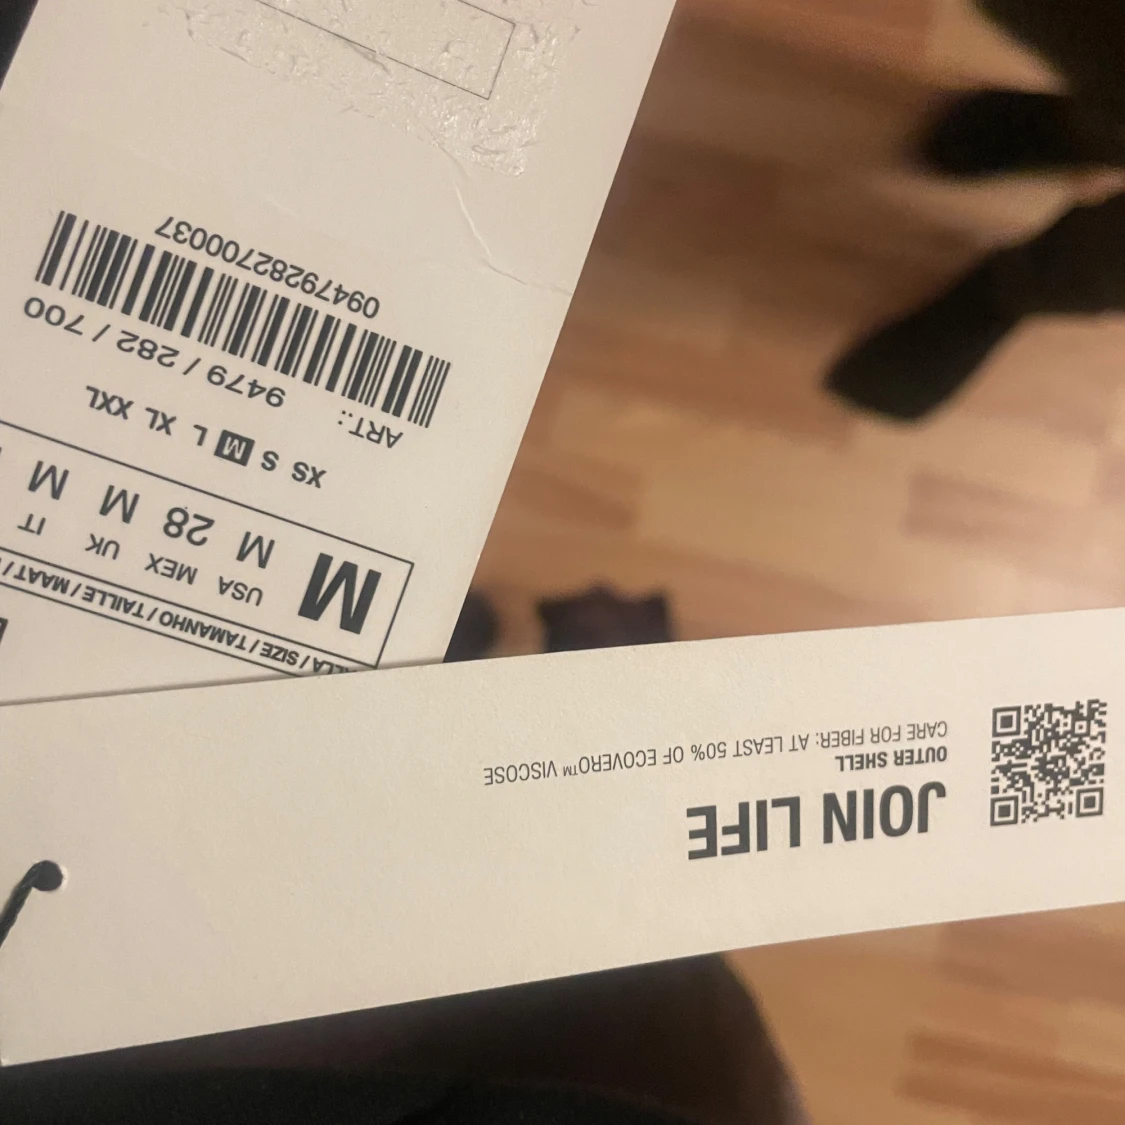 JOIN LIFE
OUTER SHELL
CARE FOR FIBER: AT LEAST 50% OF ECOVERO™ VISCOSE
/ SIZE / TAMANHO / TAILLE / MAAT /
M
USA MEX UK IT
M 28 M M
XS S M L XL XXL
ART.:
9479 / 282 / 700
09479282700037